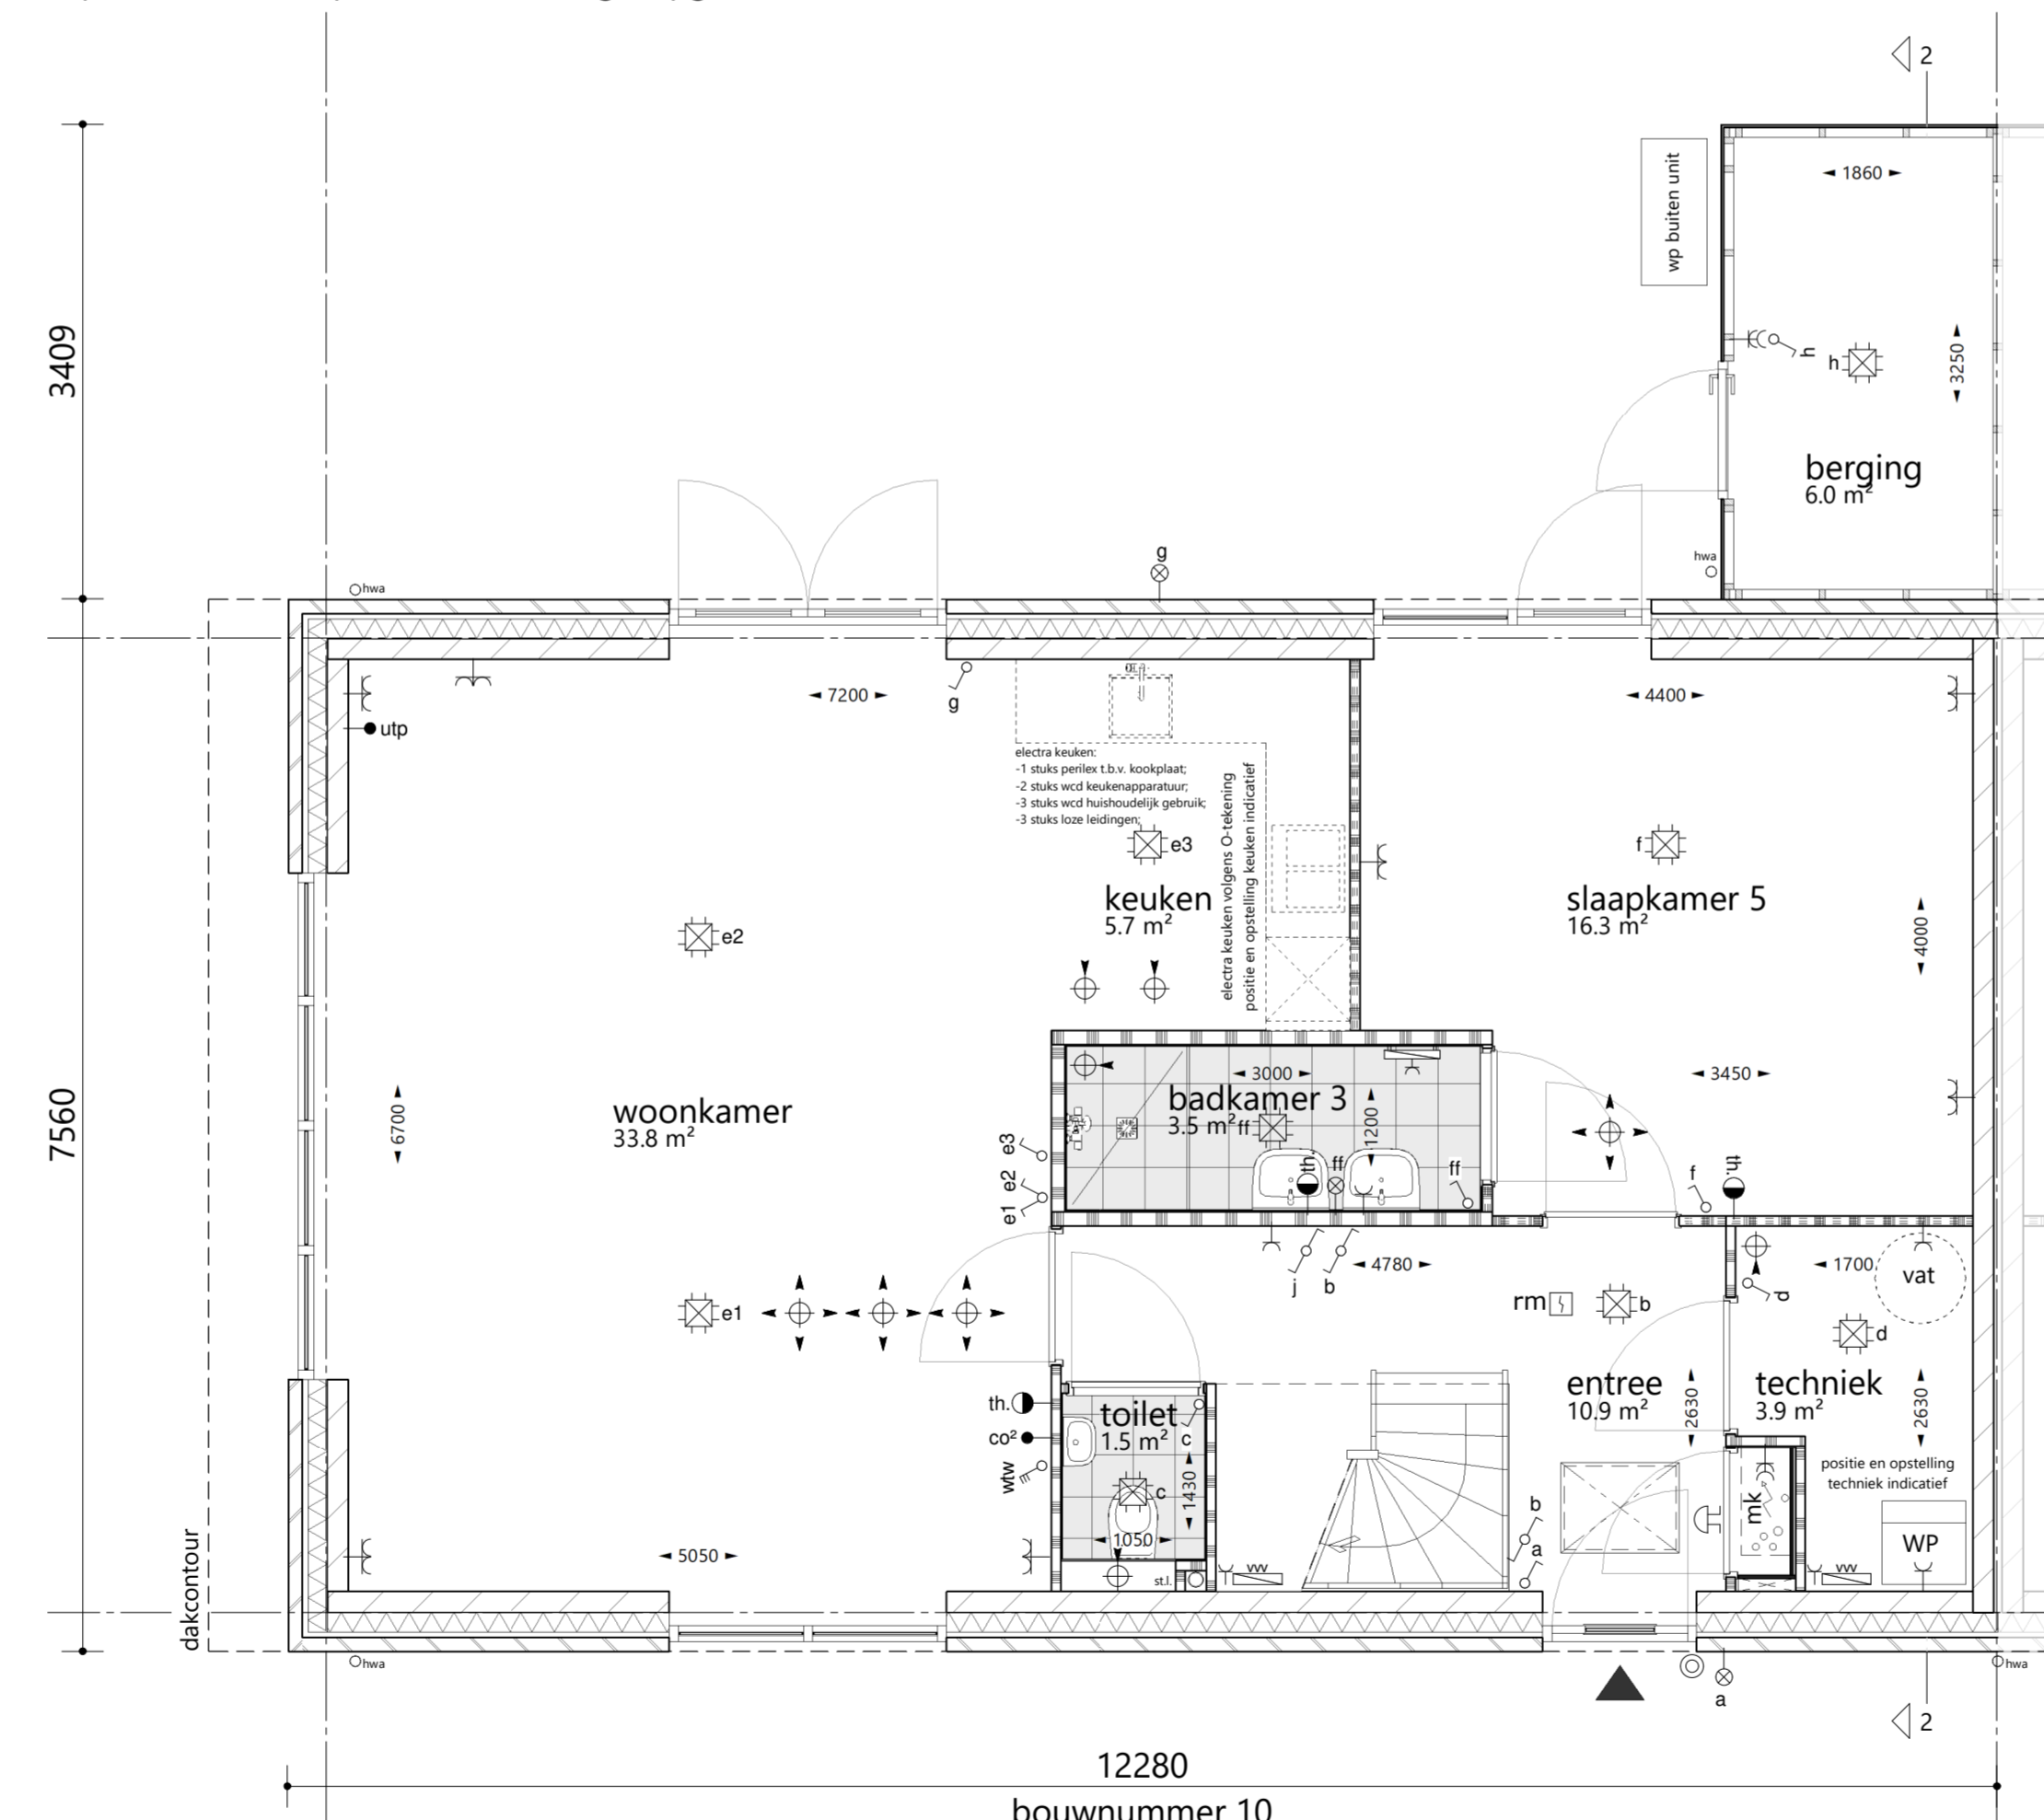 2
wp buiten unit
1860
h
h
3250
3409
berging
6.0 m²
hwa
g
hwa
7200
g
4400
utp
electra keuken:
-1 stuks perilex t.b.v. kookplaat;
-2 stuks wcd keukenapparatuur;
-3 stuks wcd huishoudelijk gebruik;
-3 stuks loze leidingen;
electra keuken volgens O-tekening
positie en opstelling keuken indicatief
e3
f
keuken
5.7 m²
slaapkamer 5
16.3 m²
4000
e2
7560
6700
woonkamer
33.8 m²
3000
badkamer 3
3.5 m²
ff
1200
3450
e3
e2
e1
th.
ff
ff
f
th.
j
b
4780
1700
vat
d
rm
b
d
e1
entree
10.9 m²
2630
techniek
3.9 m²
2630
th.
toilet
1.5 m²
c
co²
wtw
c
1430
positie en opstelling
techniek indicatief
mk
b
a
WP
1050
5050
st.l.
vvv
vvv
dakcontour
hwa
hwa
a
2
12280
bouwnummer 10